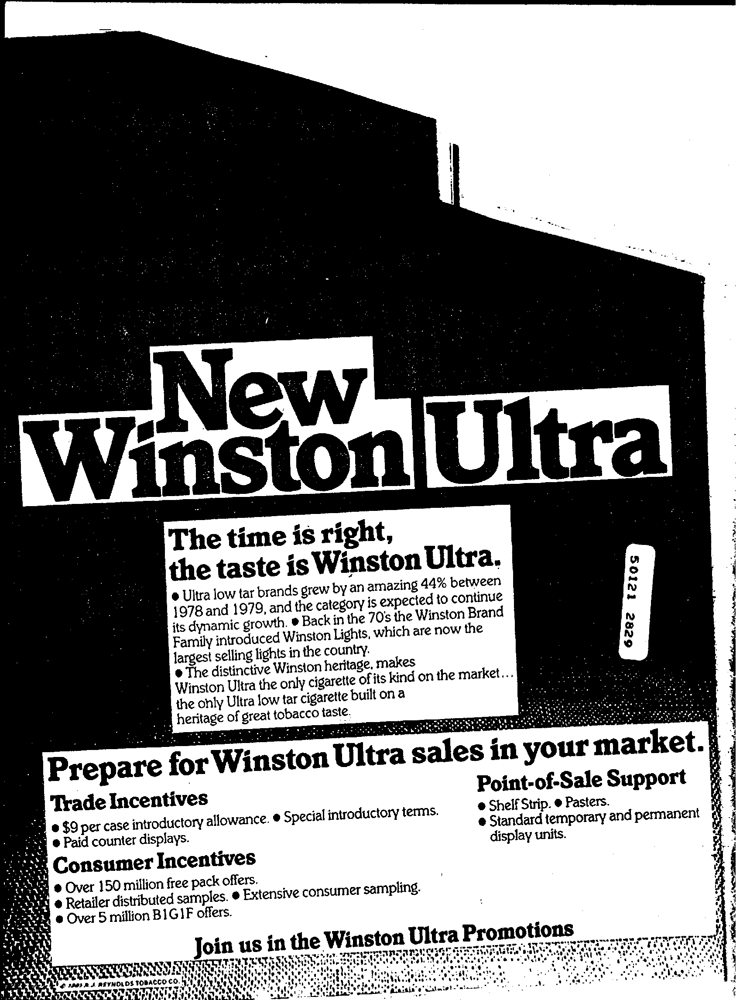 New
Winston Ultra
The time is right,
the taste is Winston Ultra.
• Ultra low tar brands grew by an amazing 44% between
1978 and 1979, and the category is expected to continue
its dynamic growth. • Back in the 70's the Winston Brand
Family introduced Winston Lights, which are now the
largest selling lights in the country.
• The distinctive Winston heritage, makes
Winston Ultra the only cigarette of its kind on the market...
the only Ultra low tar cigarette built on a
heritage of great tobacco taste.
50121 2829
Prepare for Winston Ultra sales in your market.
Trade Incentives
• $9 per case introductory allowance. • Special introductory terms.
• Paid counter displays.
Consumer Incentives
• Over 150 million free pack offers.
• Retailer distributed samples. • Extensive consumer sampling.
• Over 5 million B1G1F offers.
Point-of-Sale Support
• Shelf Strip. • Pasters.
• Standard temporary and permanent
display units.
Join us in the Winston Ultra Promotions
© R. J. REYNOLDS TOBACCO CO.